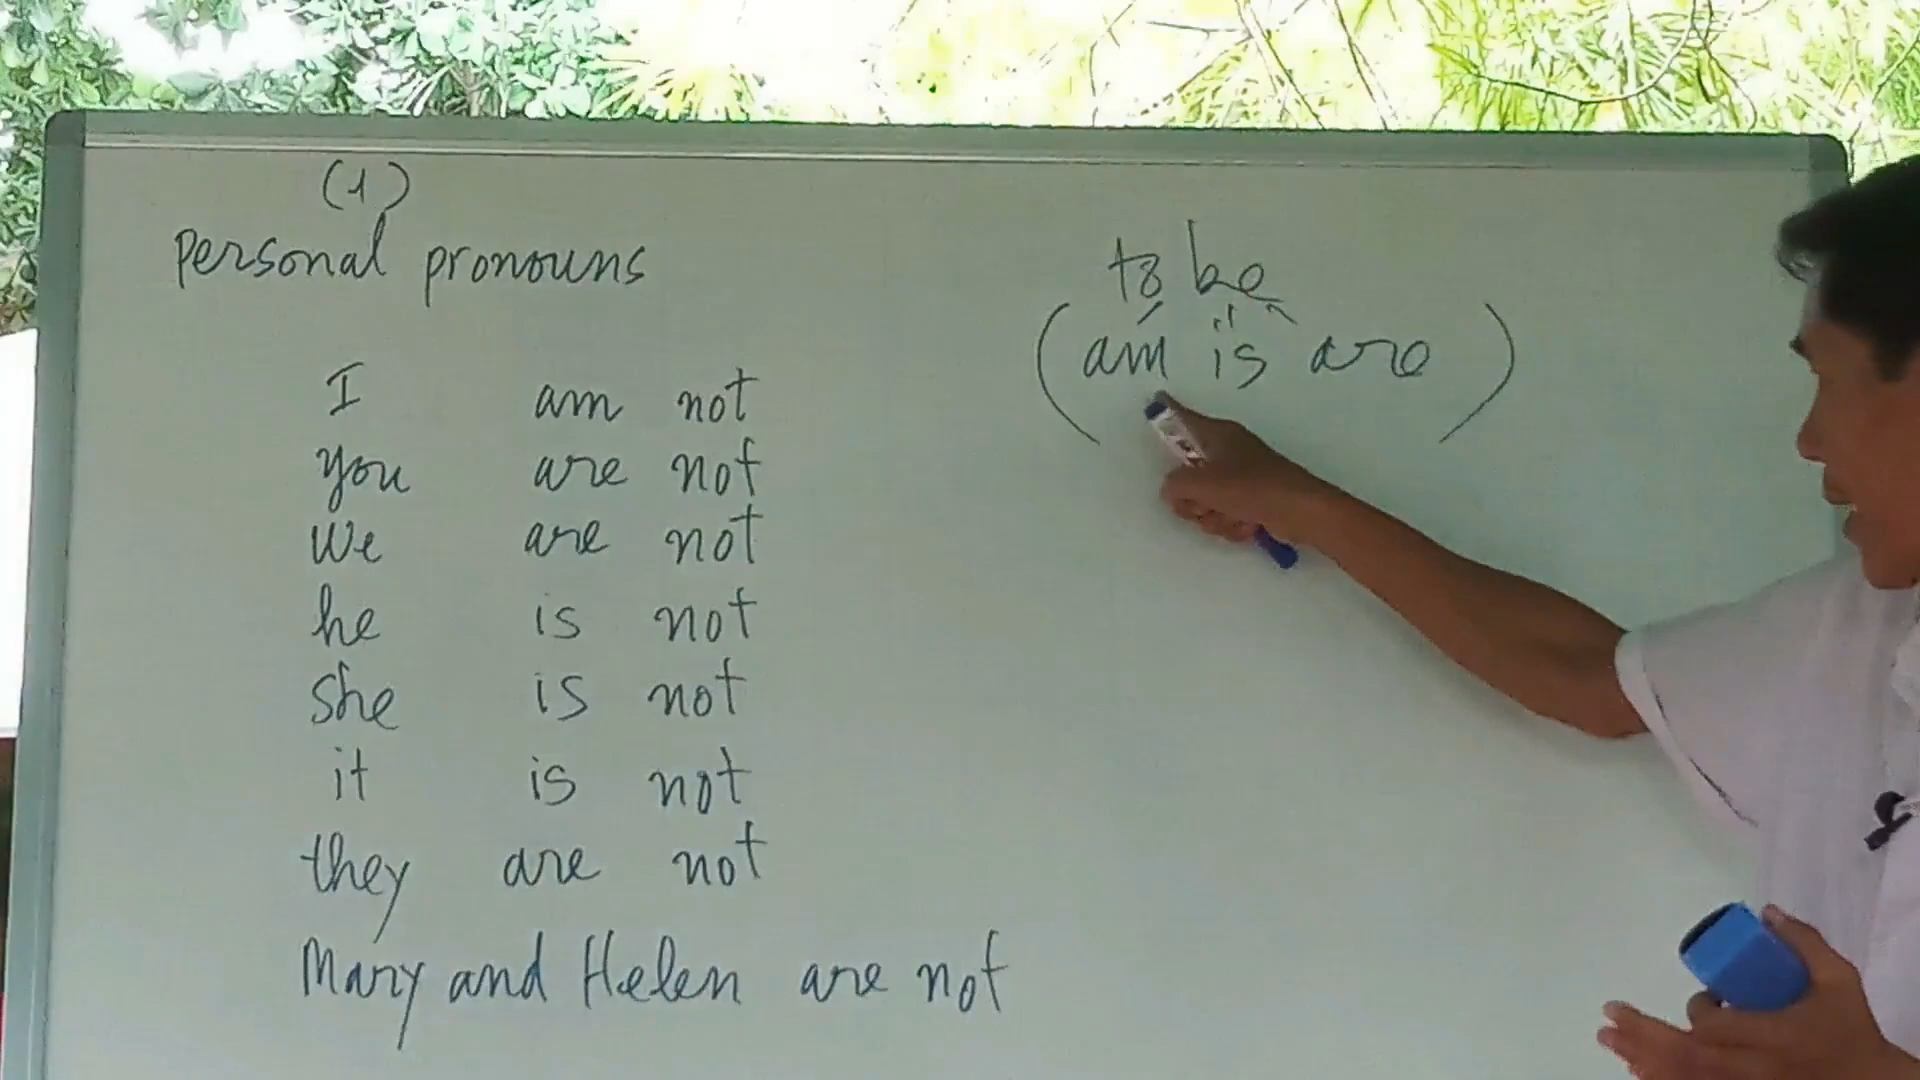 (1)
Personal pronouns
I am not
you are not
we are not
he is not
she is not
it is not
they are not
Mary and Helen are not
to be
(am is are)